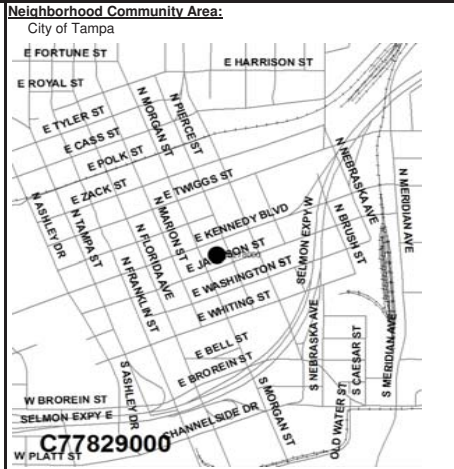 Neighborhood Community Area:
City of Tampa
E FORTUNE ST
E HARRISON ST
E ROYAL ST
N MORGAN ST
N PIERCE ST
E TYLER ST
E CASS ST
E POLK ST
E ZACK ST
E TWIGGS ST
N NEBRASKA AVE
N MERIDIAN AVE
N ASHLEY DR
N TAMPA ST
N MARION ST
N FLORIDA AVE
N FRANKLIN ST
E KENNEDY BLVD
SELMON EXPY W
N BRUSH ST
E WASHINGTON ST
E WHITING ST
E BELL ST
E BROREIN ST
S ASHLEY DR
S MORGAN ST
S NEBRASKA AVE
S CAESAR ST
S MERIDIAN AVE
OLD WATER ST
W BROREIN ST
SELMON EXPY E
CHANNELSIDE DR
C77829000
W PLATT ST